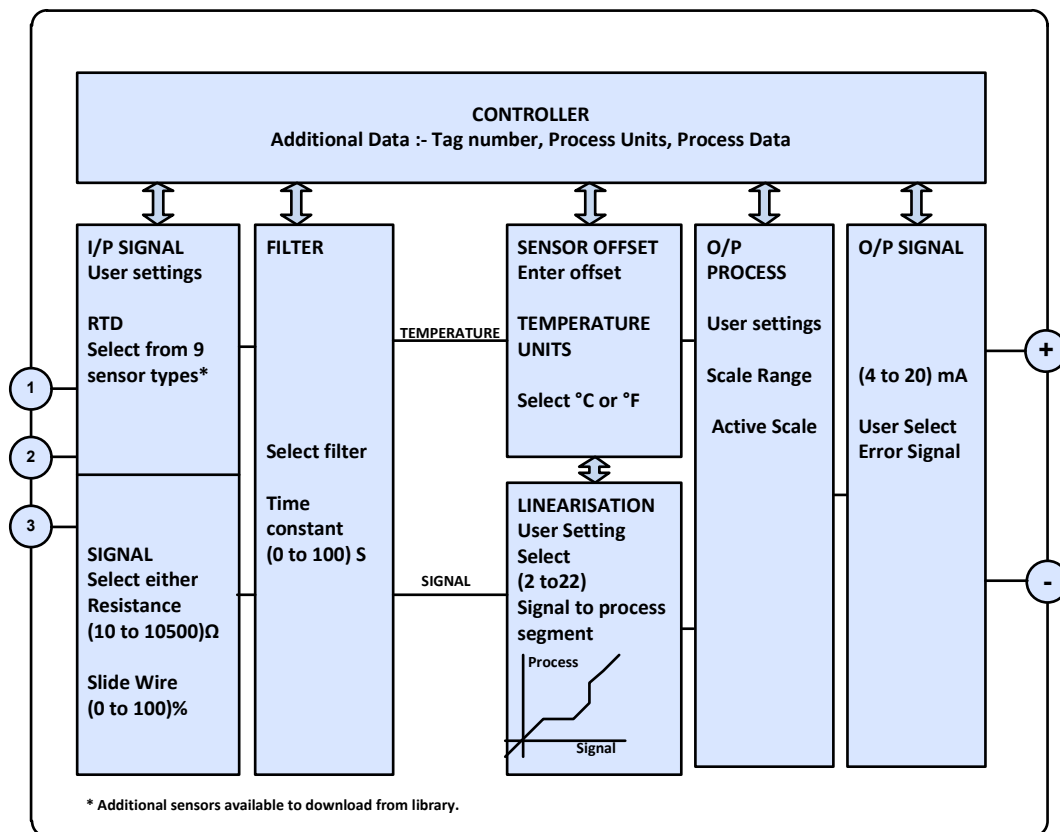 CONTROLLER
Additional Data :- Tag number, Process Units, Process Data
I/P SIGNAL
User settings
RTD
Select from 9
sensor types*
1
2
3
SIGNAL
Select either
Resistance
(10 to 10500)Ω
Slide Wire
(0 to 100)%
FILTER
Select filter
Time
constant
(0 to 100) S
TEMPERATURE
SIGNAL
SENSOR OFFSET
Enter offset
TEMPERATURE
UNITS
Select °C or °F
LINEARISATION
User Setting
Select
(2 to22)
Signal to process
segment
Process
Signal
O/P
PROCESS
User settings
Scale Range
Active Scale
O/P SIGNAL
(4 to 20) mA
User Select
Error Signal
+
-
* Additional sensors available to download from library.